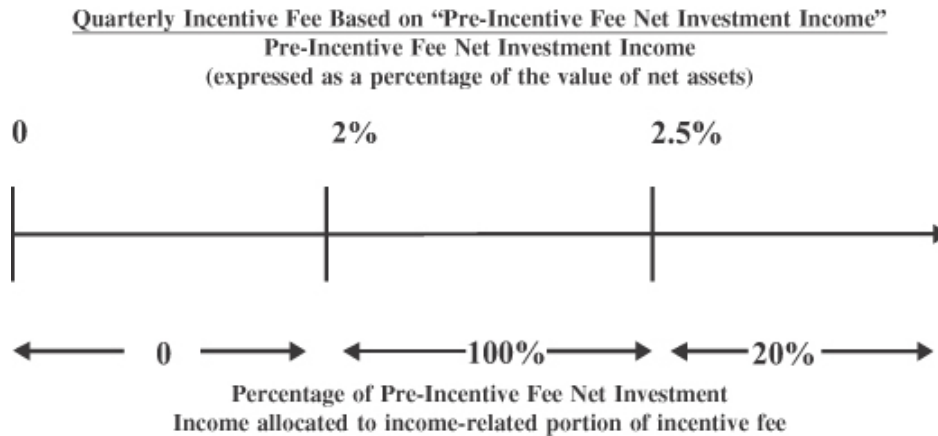 Quarterly Incentive Fee Based on “Pre-Incentive Fee Net Investment Income”
Pre-Incentive Fee Net Investment Income
(expressed as a percentage of the value of net assets)
0 2% 2.5%
0 100% 20%
Percentage of Pre-Incentive Fee Net Investment
Income allocated to income-related portion of incentive fee